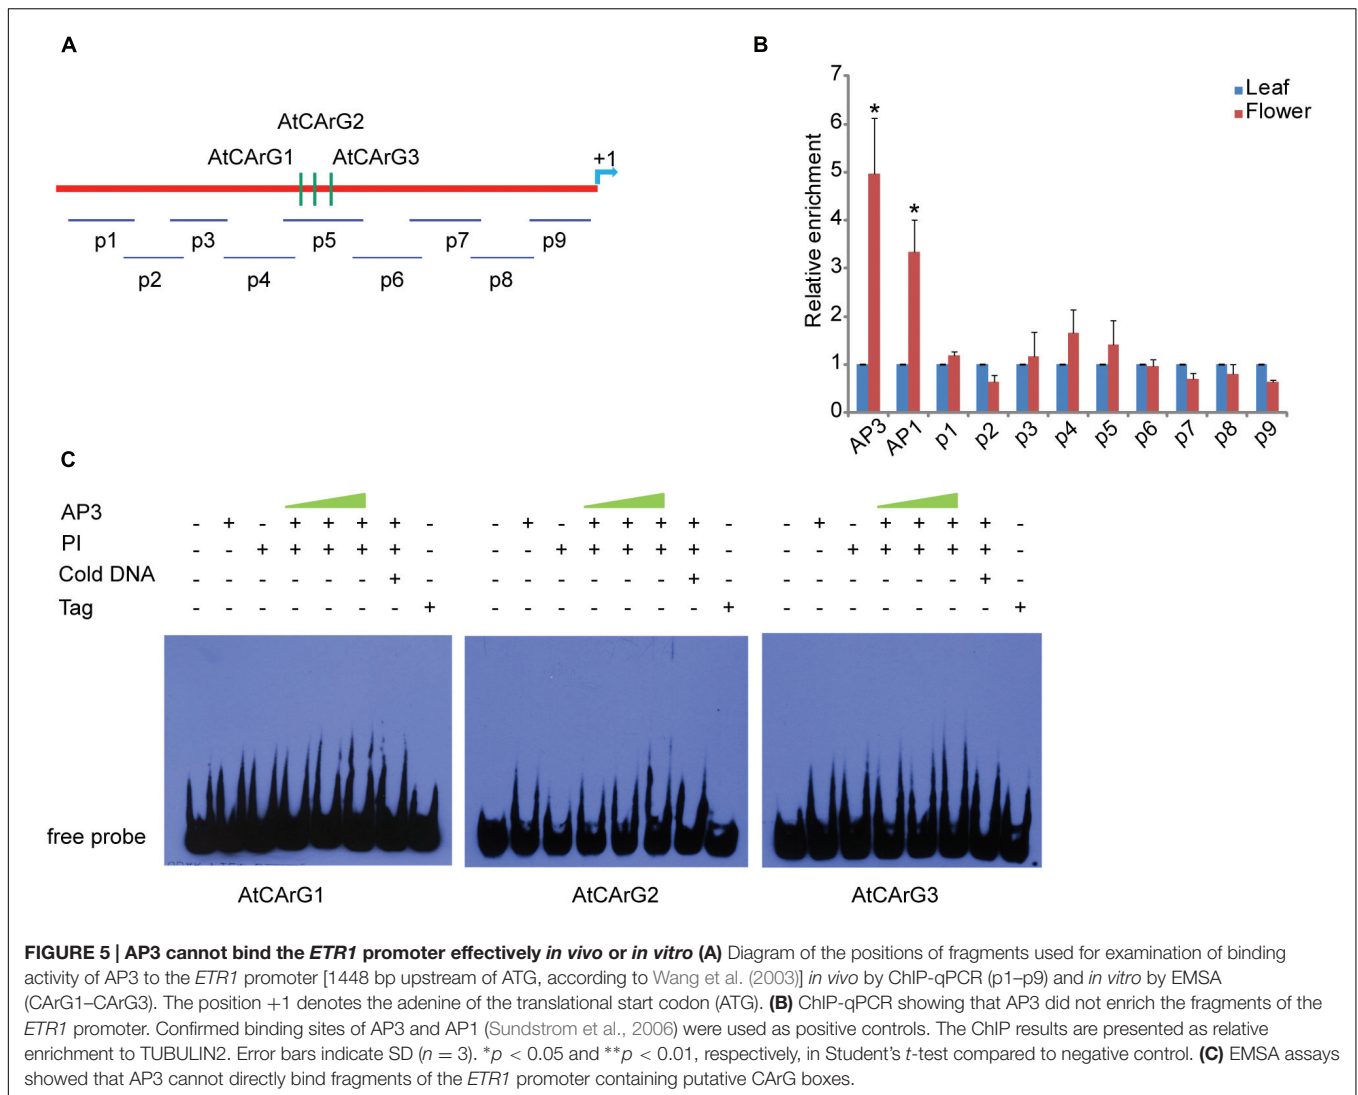 A
AtCArG2
AtCArG1 AtCArG3
+1
p1 p3 p5 p7 p9
p2 p4 p6 p8
B
7
6
5
4
3
2
1
0
Relative enrichment
Leaf
Flower
*
*
AP3 AP1 p1 p2 p3 p4 p5 p6 p7 p8 p9
C
AP3 - + - + + + + - - + - + + + + - - + - + + + + -
PI - - + + + + + - - - + + + + + - - - + + + + + -
Cold DNA - - - - - - + - - - - - - - + - - - - - - - + -
Tag - - - - - - - + - - - - - - - + - - - - - - - +
free probe
AtCArG1 AtCArG2 AtCArG3
FIGURE 5 | AP3 cannot bind the ETR1 promoter effectively in vivo or in vitro (A) Diagram of the positions of fragments used for examination of binding
activity of AP3 to the ETR1 promoter [1448 bp upstream of ATG, according to Wang et al. (2003)] in vivo by ChIP-qPCR (p1–p9) and in vitro by EMSA
(CArG1–CArG3). The position +1 denotes the adenine of the translational start codon (ATG). (B) ChIP-qPCR showing that AP3 did not enrich the fragments of the
ETR1 promoter. Confirmed binding sites of AP3 and AP1 (Sundstrom et al., 2006) were used as positive controls. The ChIP results are presented as relative
enrichment to TUBULIN2. Error bars indicate SD (n = 3). *p < 0.05 and **p < 0.01, respectively, in Student's t-test compared to negative control. (C) EMSA assays
showed that AP3 cannot directly bind fragments of the ETR1 promoter containing putative CArG boxes.